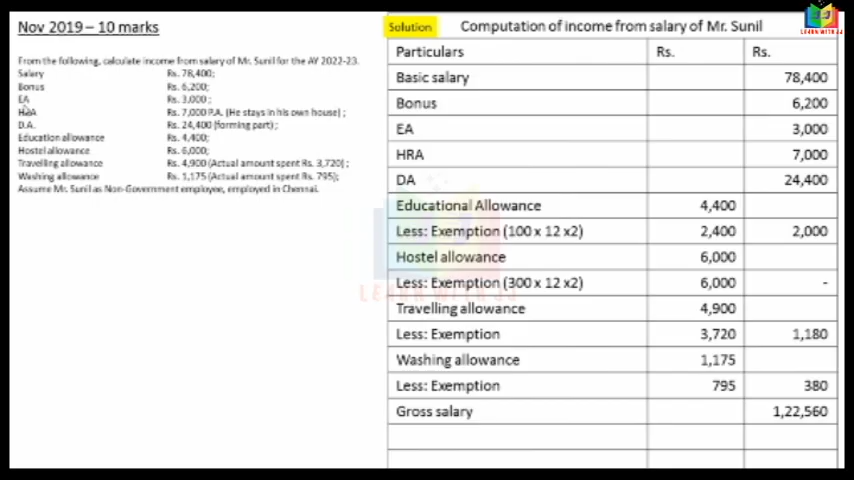 Nov 2019 – 10 marks
From the following, calculate income from salary of Mr. Sunil for the AY 2022-23.
Salary Rs. 78,400;
Bonus Rs. 6,200;
EA Rs. 3,000 ;
HRA Rs. 7,000 P.A. (He stays in his own house) ;
D.A. Rs. 24,400 (forming part) ;
Education allowance Rs. 4,400;
Hostel allowance Rs. 6,000;
Travelling allowance Rs. 4,900 (Actual amount spent Rs. 3,720) ;
Washing allowance Rs. 1,175 (Actual amount spent Rs. 795);
Assume Mr. Sunil as Non-Government employee, employed in Chennai.
Solution Computation of income from salary of Mr. Sunil
Particulars Rs. Rs.
Basic salary 78,400
Bonus 6,200
EA 3,000
HRA 7,000
DA 24,400
Educational Allowance 4,400
Less: Exemption (100 x 12 x2) 2,400 2,000
Hostel allowance 6,000
Less: Exemption (300 x 12 x2) 6,000 -
Travelling allowance 4,900
Less: Exemption 3,720 1,180
Washing allowance 1,175
Less: Exemption 795 380
Gross salary 1,22,560
LEARN WITH JJ
LEARN WITH JJ